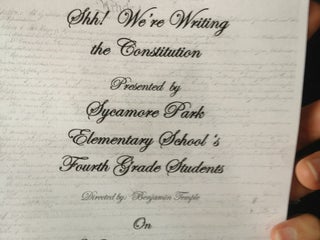 Shh! We're Writing
the Constitution
Presented by
Sycamore Park
Elementary School's
Fourth Grade Students
Directed by: Benjamin Temple
On